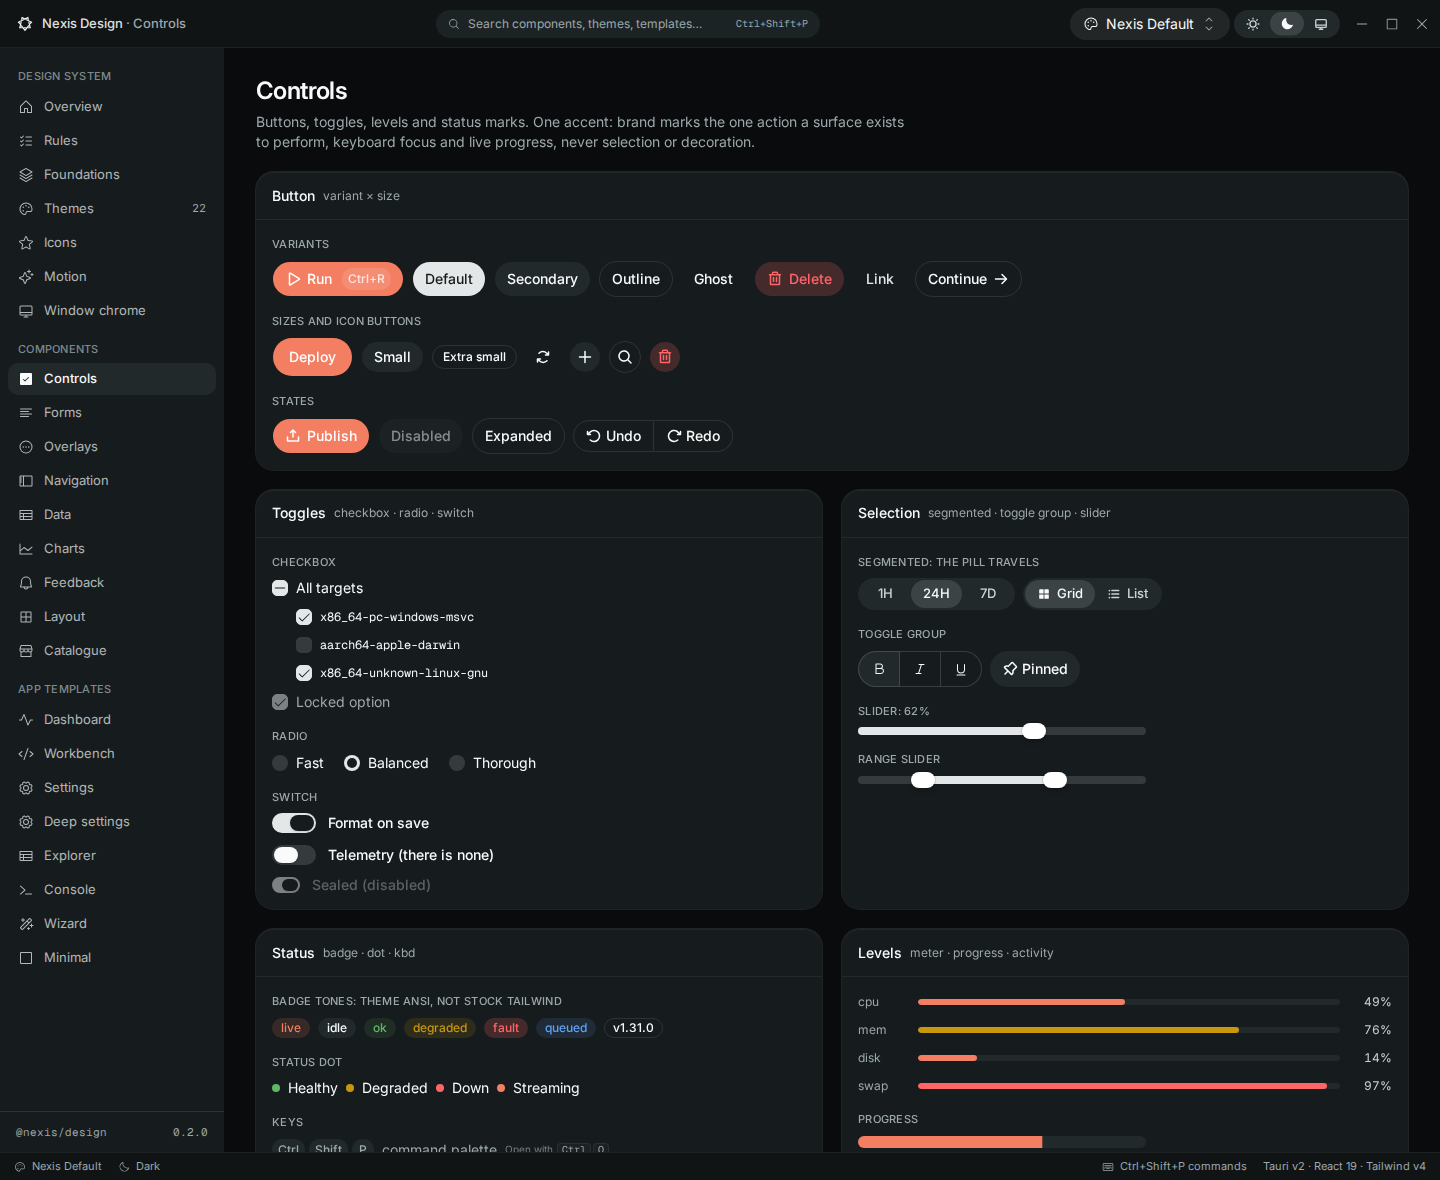 Nexis Design · Controls
Search components, themes, templates... Ctrl+Shift+P
Nexis Default
DESIGN SYSTEM
Overview
Rules
Foundations
Themes 22
Icons
Motion
Window chrome
COMPONENTS
Controls
Forms
Overlays
Navigation
Data
Charts
Feedback
Layout
Catalogue
APP TEMPLATES
Dashboard
Workbench
Settings
Deep settings
Explorer
Console
Wizard
Minimal
@nexis/design 0.2.0
Controls
Buttons, toggles, levels and status marks. One accent: brand marks the one action a surface exists
to perform, keyboard focus and live progress, never selection or decoration.
Button variant × size
VARIANTS
Run Ctrl+R Default Secondary Outline Ghost Delete Link Continue
SIZES AND ICON BUTTONS
Deploy Small Extra small
STATES
Publish Disabled Expanded Undo Redo
Toggles checkbox · radio · switch
CHECKBOX
All targets
x86_64-pc-windows-msvc
aarch64-apple-darwin
x86_64-unknown-linux-gnu
Locked option
RADIO
Fast Balanced Thorough
SWITCH
Format on save
Telemetry (there is none)
Sealed (disabled)
Selection segmented · toggle group · slider
SEGMENTED: THE PILL TRAVELS
1H 24H 7D Grid List
TOGGLE GROUP
B I U Pinned
SLIDER: 62%
RANGE SLIDER
Status badge · dot · kbd
BADGE TONES: THEME ANSI, NOT STOCK TAILWIND
live idle ok degraded fault queued v1.31.0
STATUS DOT
Healthy Degraded Down Streaming
KEYS
Ctrl Shift P command palette Open with Ctrl O
Levels meter · progress · activity
cpu 49%
mem 76%
disk 14%
swap 97%
PROGRESS
Nexis Default Dark
Ctrl+Shift+P commands Tauri v2 · React 19 · Tailwind v4